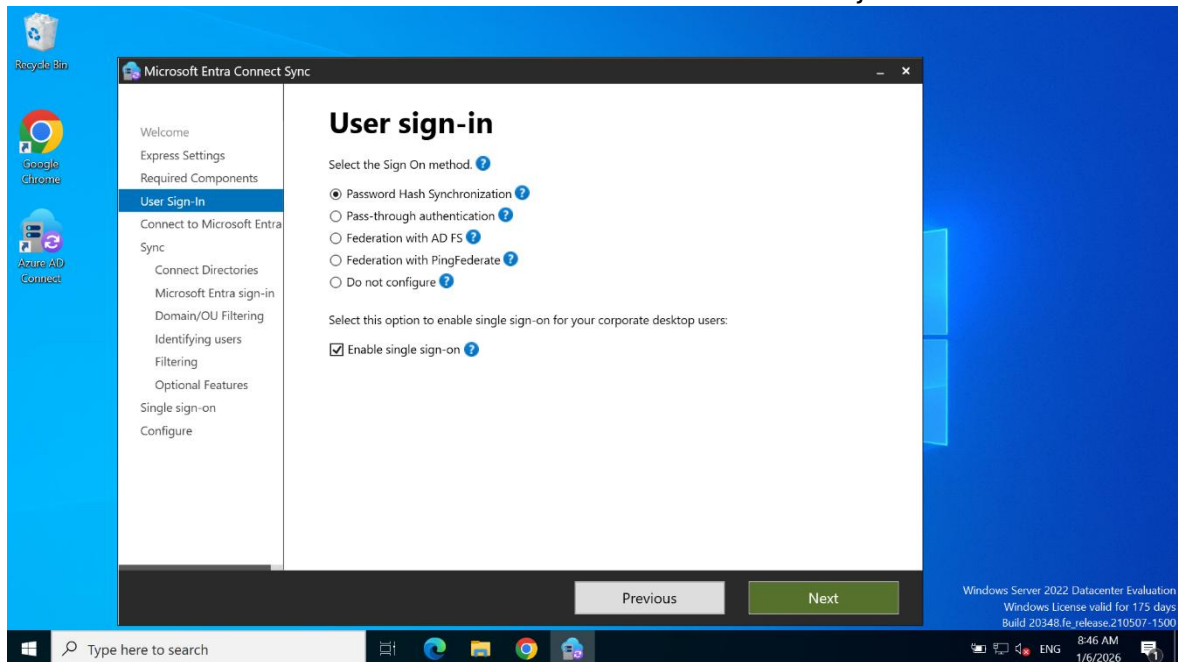 Recycle Bin
Google
Chrome
Azure AD
Connect
Microsoft Entra Connect Sync
Welcome
Express Settings
Required Components
User Sign-In
Connect to Microsoft Entra
Sync
Connect Directories
Microsoft Entra sign-in
Domain/OU Filtering
Identifying users
Filtering
Optional Features
Single sign-on
Configure
User sign-in
Select the Sign On method. ?
Password Hash Synchronization ?
Pass-through authentication ?
Federation with AD FS ?
Federation with PingFederate ?
Do not configure ?
Select this option to enable single sign-on for your corporate desktop users:
Enable single sign-on ?
Previous
Next
Windows Server 2022 Datacenter Evaluation
Windows License valid for 175 days
Build 20348.fe_release.210507-1500
Type here to search
ENG
8:46 AM
1/6/2026
1